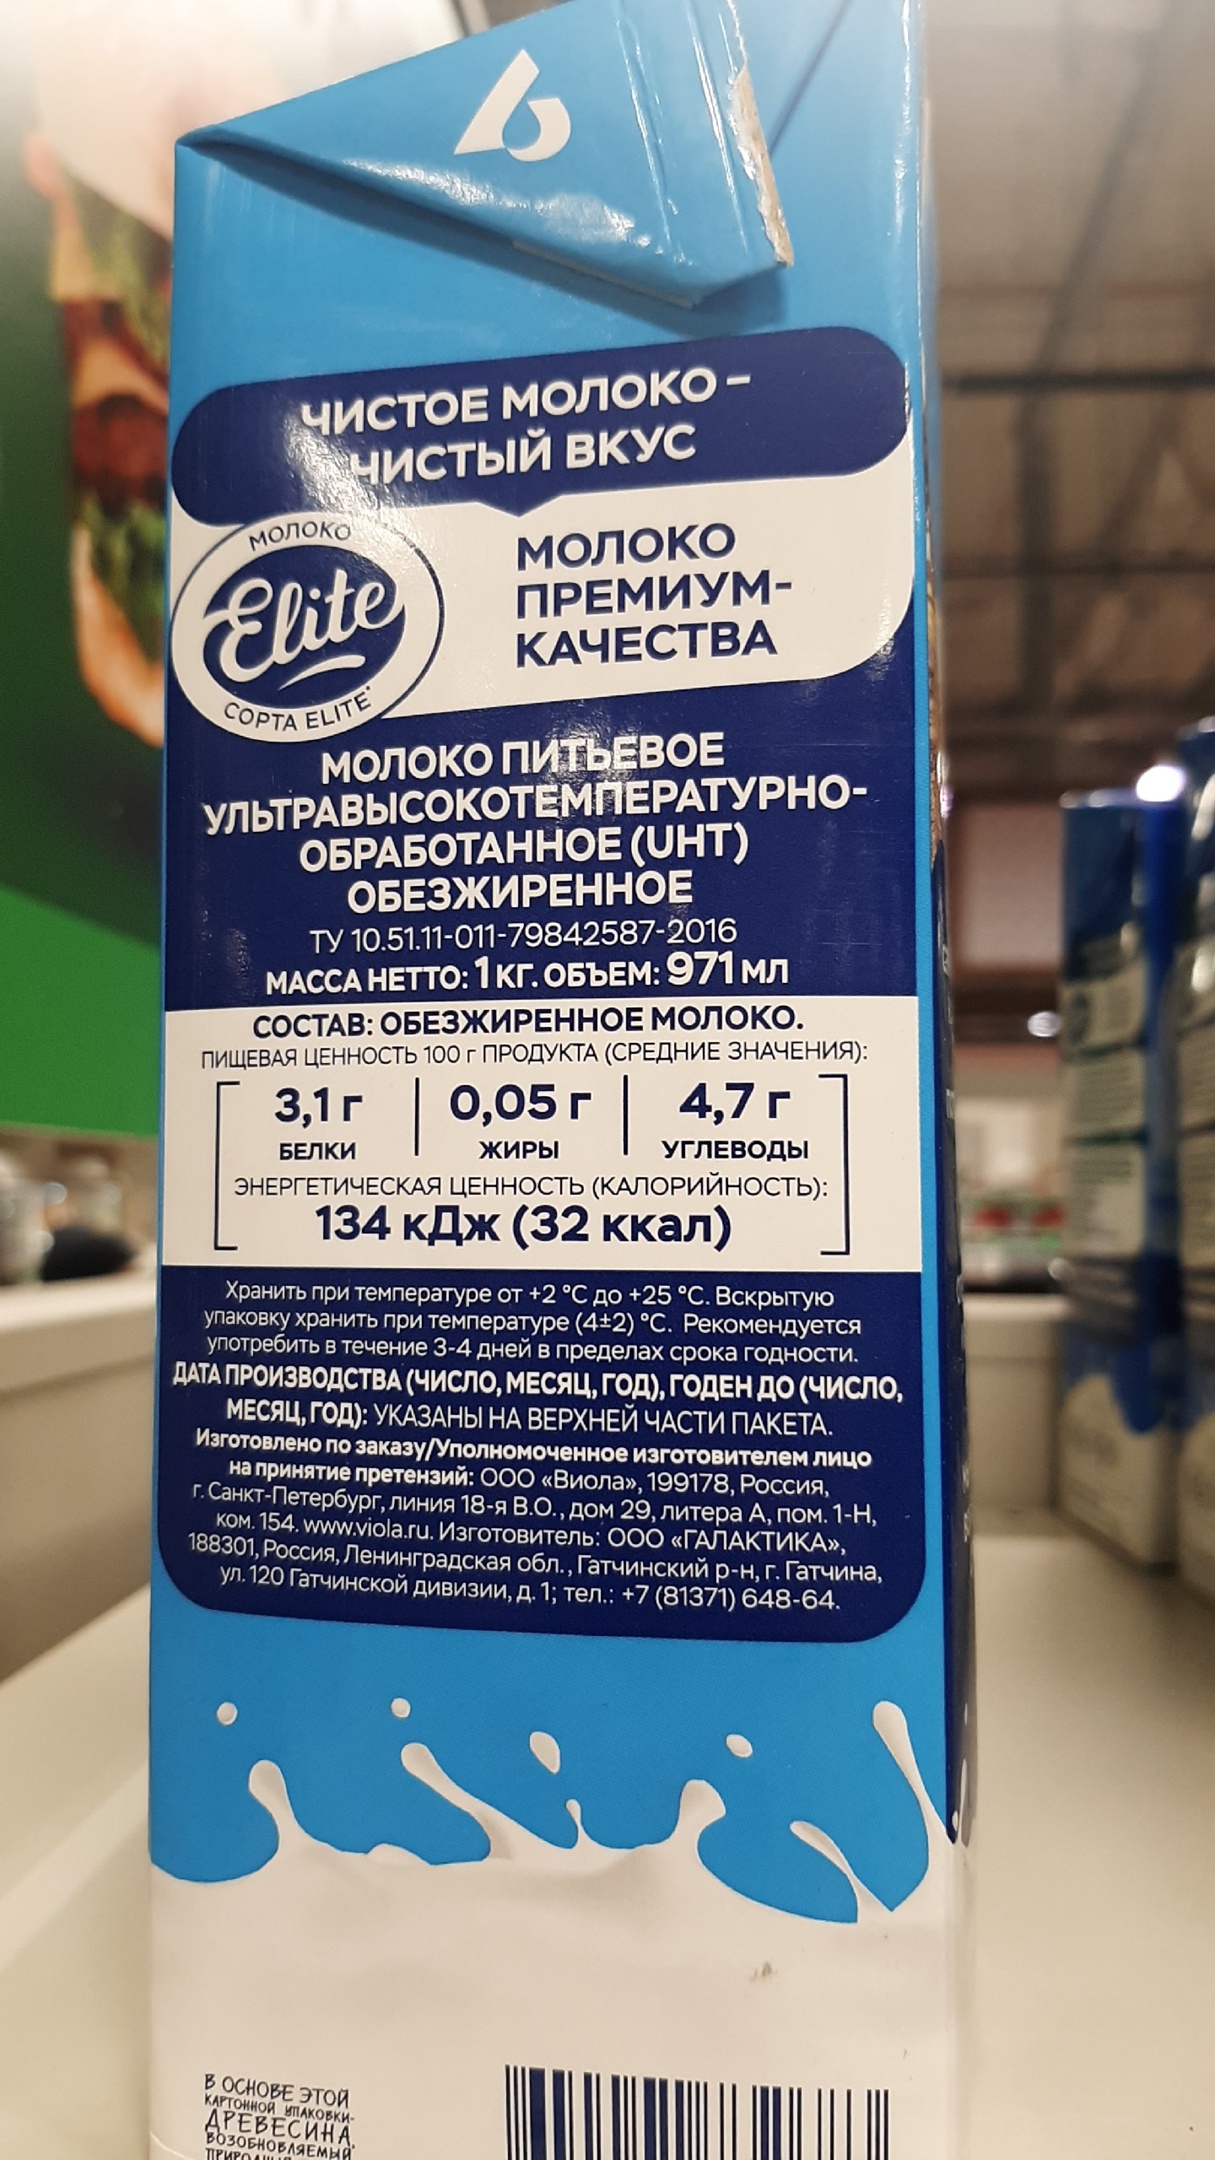 ЧИСТОЕ МОЛОКО –
ЧИСТЫЙ ВКУС
МОЛОКО
Elite
СОРТА ELITE*
МОЛОКО
ПРЕМИУМ-
КАЧЕСТВА
МОЛОКО ПИТЬЕВОЕ
УЛЬТРАВЫСОКОТЕМПЕРАТУРНО-
ОБРАБОТАННОЕ (UHT)
ОБЕЗЖИРЕННОЕ
ТУ 10.51.11-011-79842587-2016
МАССА НЕТТО: 1 КГ. ОБЪЕМ: 971 МЛ
СОСТАВ: ОБЕЗЖИРЕННОЕ МОЛОКО.
ПИЩЕВАЯ ЦЕННОСТЬ 100 г ПРОДУКТА (СРЕДНИЕ ЗНАЧЕНИЯ):
3,1 г 0,05 г 4,7 г
БЕЛКИ ЖИРЫ УГЛЕВОДЫ
ЭНЕРГЕТИЧЕСКАЯ ЦЕННОСТЬ (КАЛОРИЙНОСТЬ):
134 кДж (32 ккал)
Хранить при температуре от +2 °С до +25 °С. Вскрытую
упаковку хранить при температуре (4±2) °С. Рекомендуется
употребить в течение 3-4 дней в пределах срока годности.
ДАТА ПРОИЗВОДСТВА (ЧИСЛО, МЕСЯЦ, ГОД), ГОДЕН ДО (ЧИСЛО,
МЕСЯЦ, ГОД): УКАЗАНЫ НА ВЕРХНЕЙ ЧАСТИ ПАКЕТА.
Изготовлено по заказу/Уполномоченное изготовителем лицо
на принятие претензий: ООО «Виола», 199178, Россия,
г. Санкт-Петербург, линия 18-я В.О., дом 29, литера А, пом. 1-Н,
ком. 154. www.viola.ru. Изготовитель: ООО «ГАЛАКТИКА»,
188301, Россия, Ленинградская обл., Гатчинский р-н, г. Гатчина,
ул. 120 Гатчинской дивизии, д. 1; тел.: +7 (81371) 648-64.
В ОСНОВЕ ЭТОЙ
КАРТОННОЙ УПАКОВКИ-
ДРЕВЕСИНА,
ВОЗОБНОВЛЯЕМЫЙ